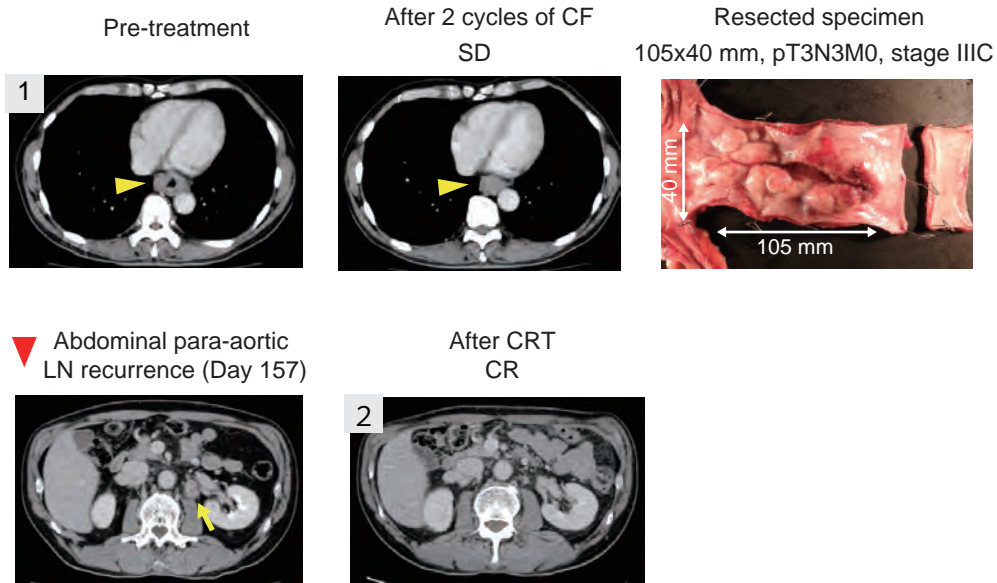 Pre-treatment
After 2 cycles of CF
SD
Resected specimen
105x40 mm, pT3N3M0, stage IIIC
1
40 mm
105 mm
Abdominal para-aortic
LN recurrence (Day 157)
After CRT
CR
2